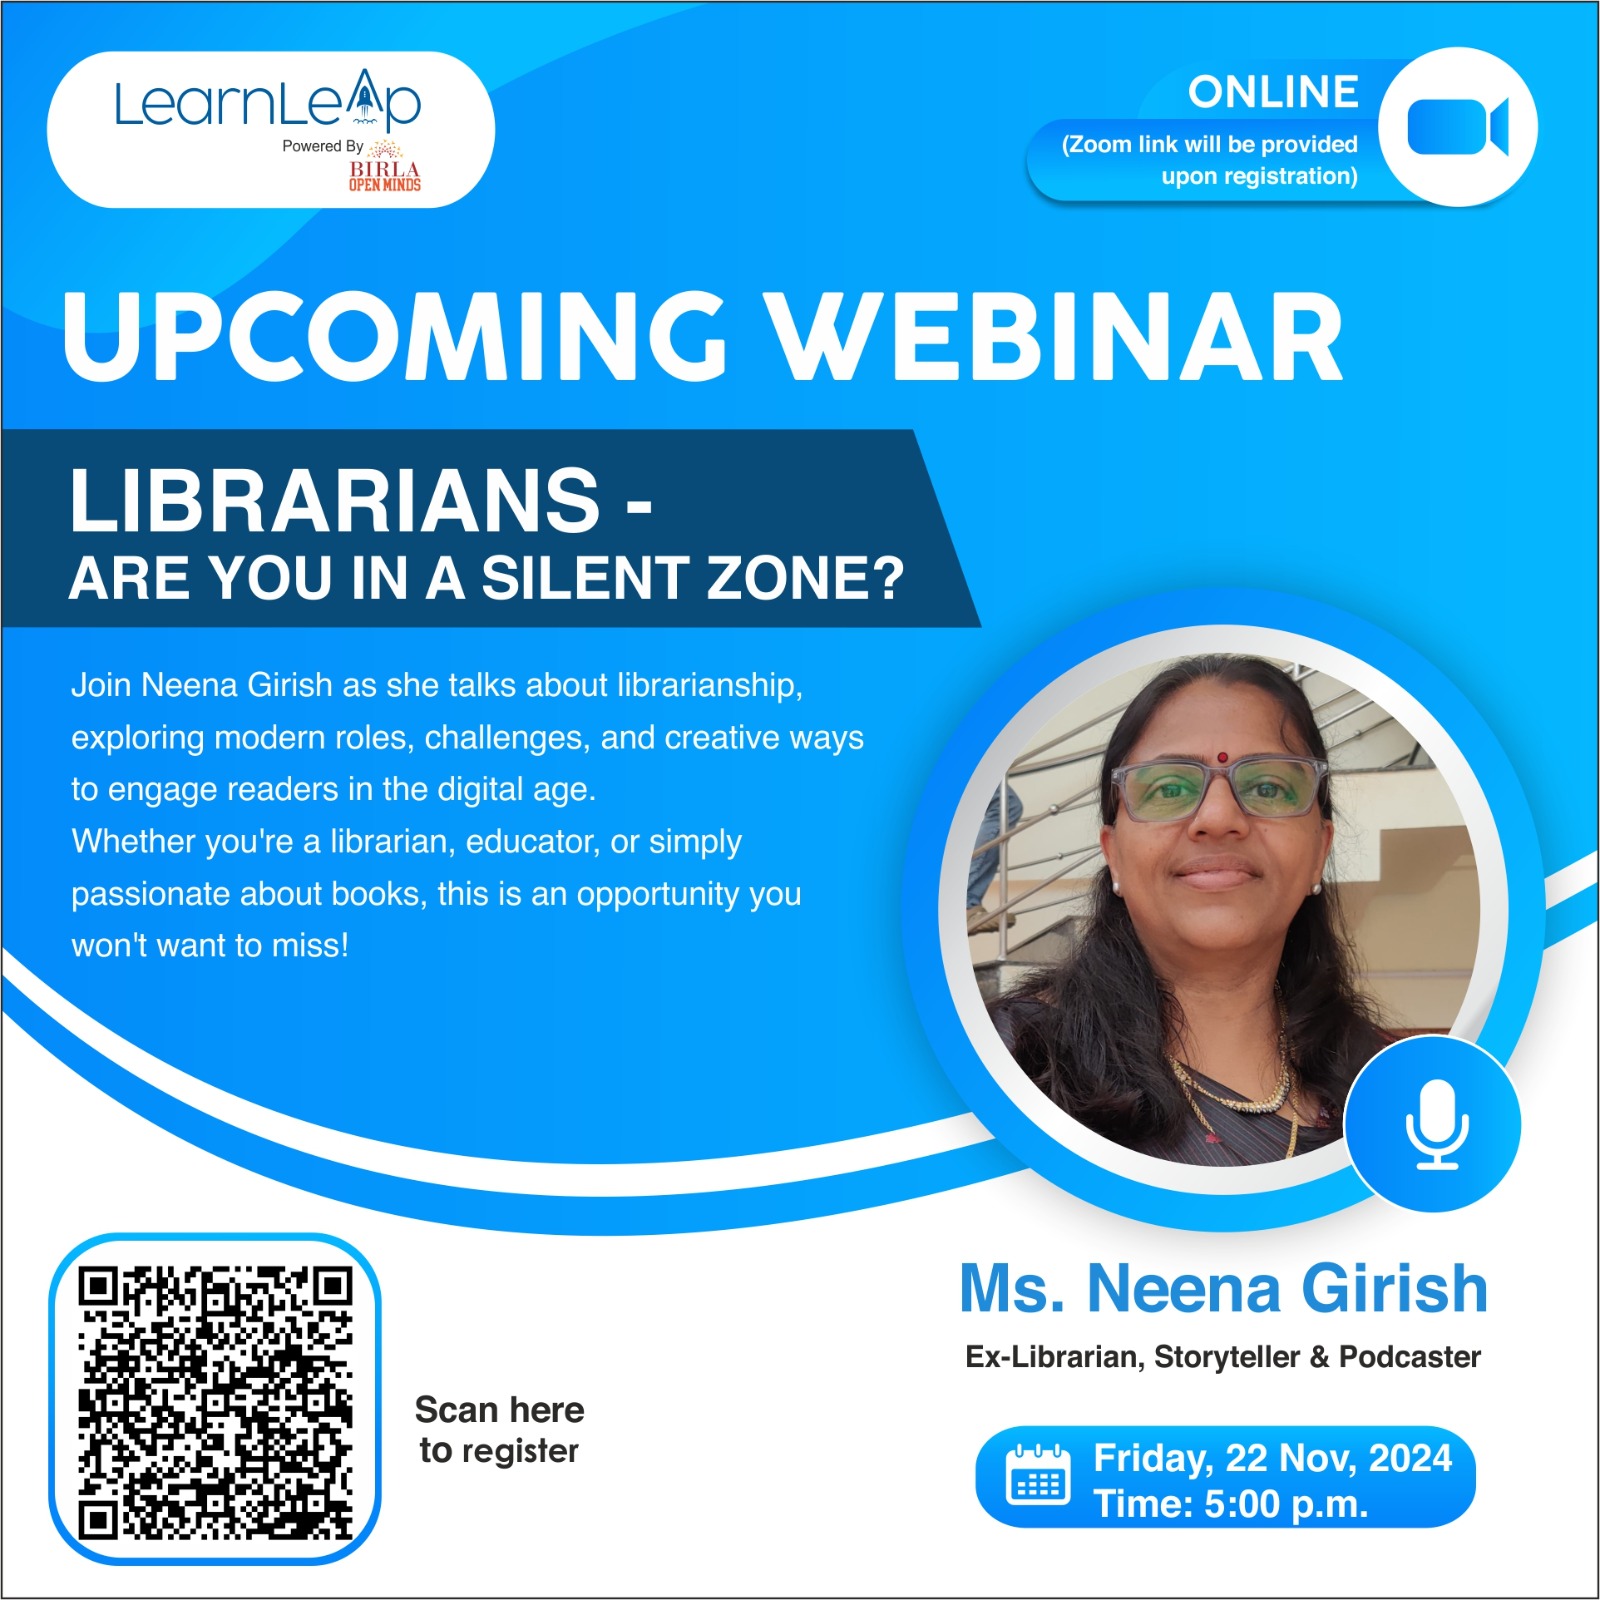 LearnLeAp
Powered By
BIRLA
OPEN MINDS
ONLINE
(Zoom link will be provided
upon registration)
UPCOMING WEBINAR
LIBRARIANS -
ARE YOU IN A SILENT ZONE?
Join Neena Girish as she talks about librarianship,
exploring modern roles, challenges, and creative ways
to engage readers in the digital age.
Whether you're a librarian, educator, or simply
passionate about books, this is an opportunity you
won't want to miss!
Ms. Neena Girish
Ex-Librarian, Storyteller & Podcaster
Scan here
to register
Friday, 22 Nov, 2024
Time: 5:00 p.m.